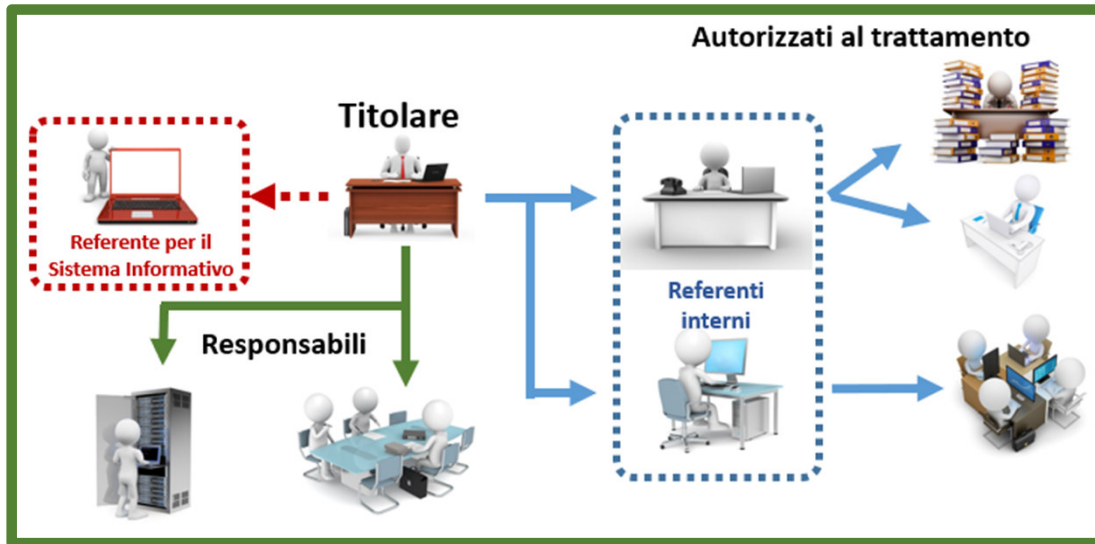 Autorizzati al trattamento
Titolare
Referente per il
Sistema Informativo
Responsabili
Referenti
interni